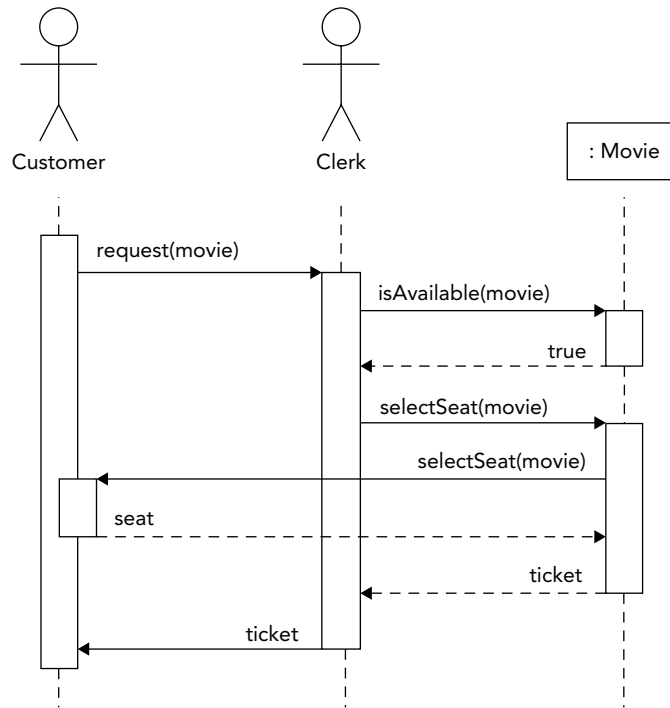 Customer
Clerk
: Movie
request(movie)
isAvailable(movie)
true
selectSeat(movie)
selectSeat(movie)
seat
ticket
ticket